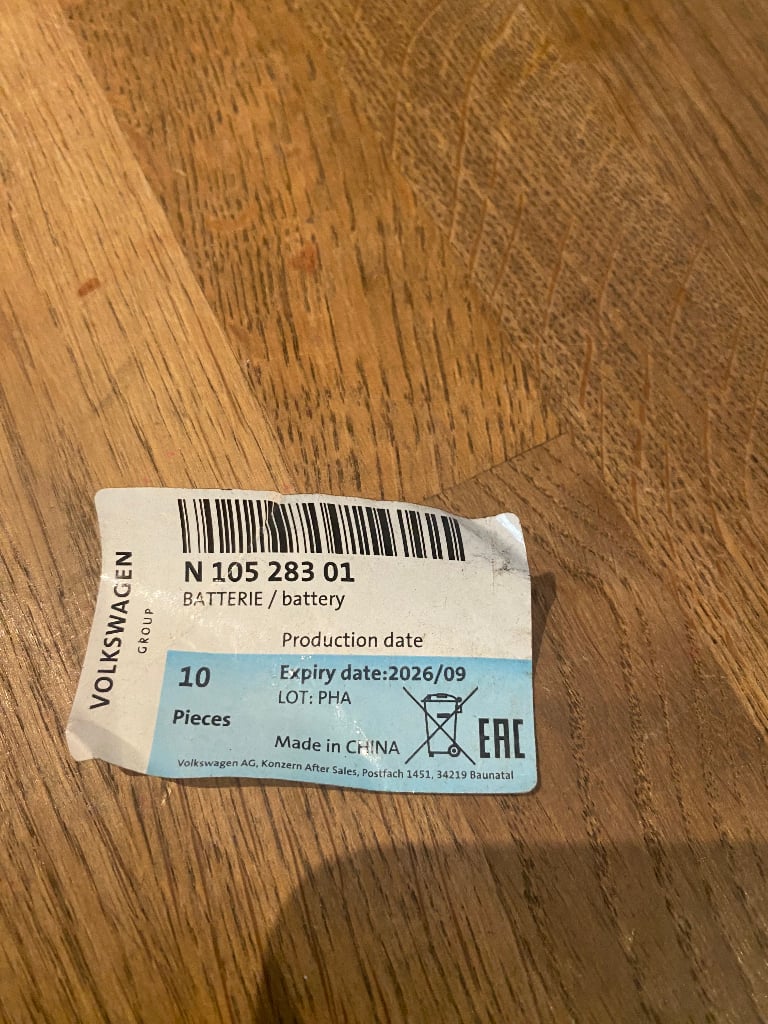 VOLKSWAGEN
GROUP
N 105 283 01
BATTERIE / battery
Production date
10
Pieces
Expiry date:2026/09
LOT: PHA
Made in CHINA
EAC
Volkswagen AG, Konzern After Sales, Postfach 1451, 34219 Baunatal